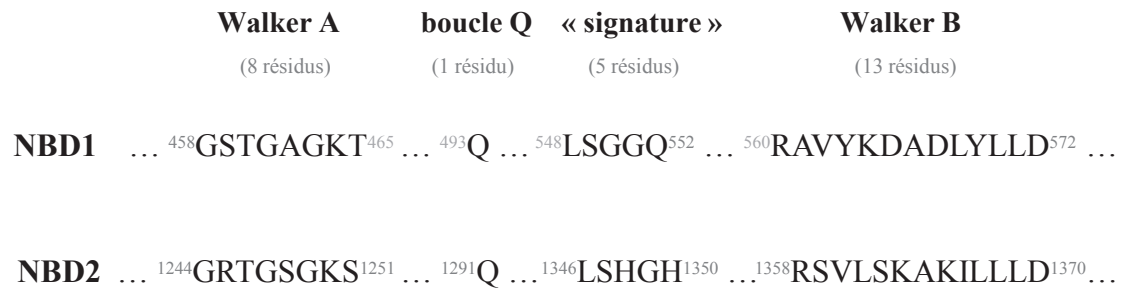 Walker A boucle Q « signature » Walker B
(8 résidus) (1 résidu) (5 résidus) (13 résidus)
NBD1 … 458GSTGAGKT465 … 493Q … 548LSGGQ552 … 560RAVYKDADLYLLD572 …
NBD2 … 1244GRTGSGKS1251 … 1291Q … 1346LSHGH1350 … 1358RSVLSKAKILLLD1370…